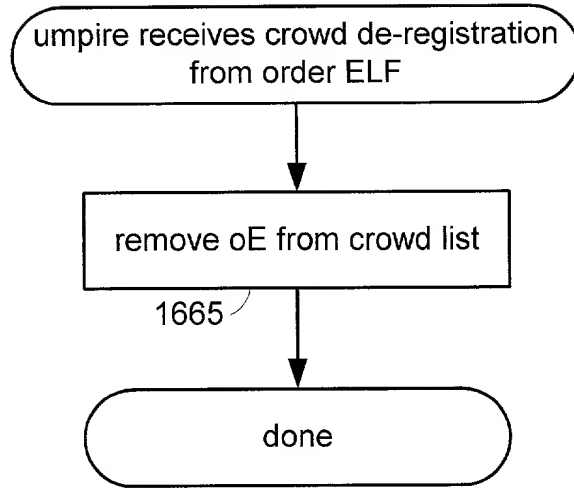 umpire receives crowd de-registration
from order ELF
remove oE from crowd list
1665
done